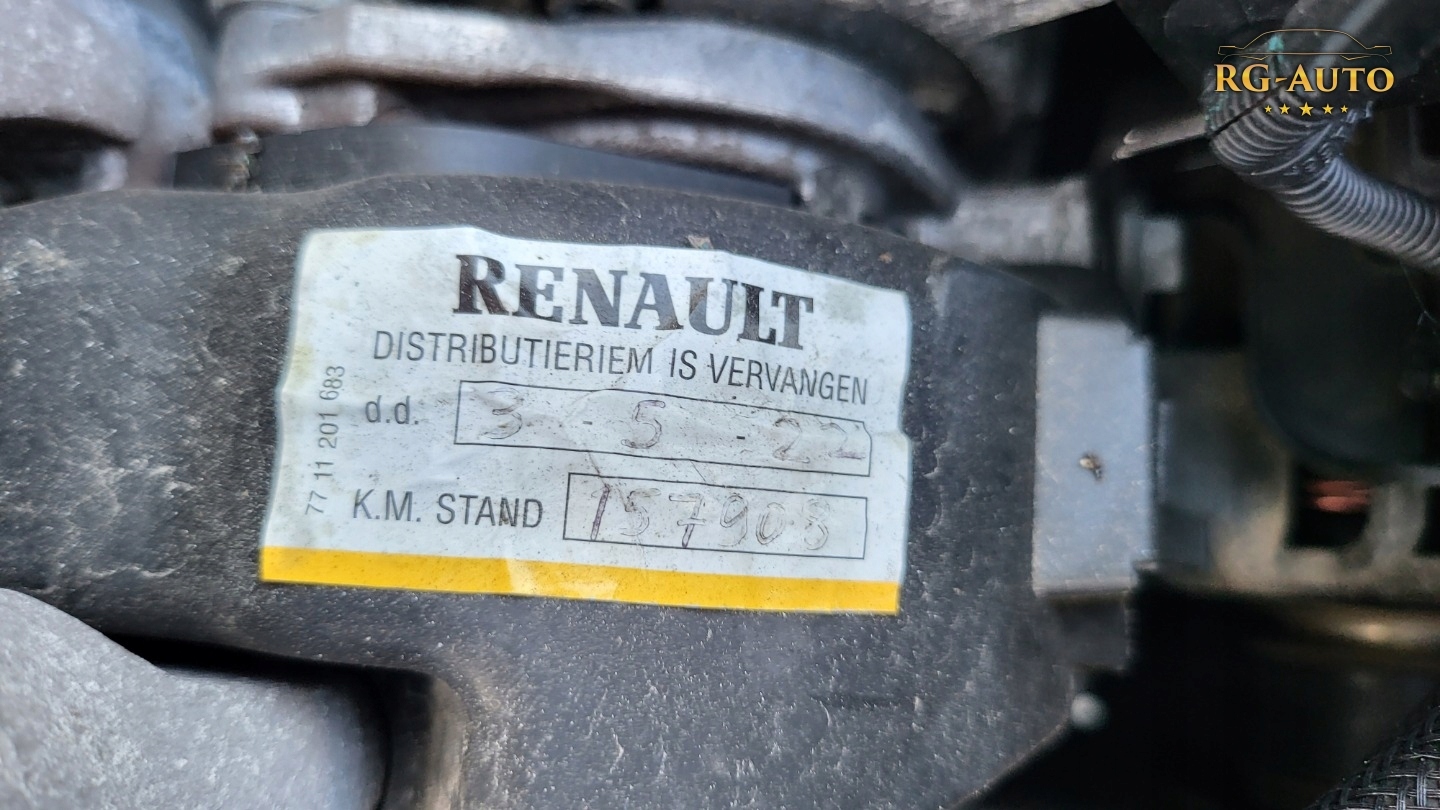 RG-AUTO
RENAULT
DISTRIBUTIERIEM IS VERVANGEN
d.d.: 3 - 5 - 22
K.M. STAND 157908
77 11 201 683